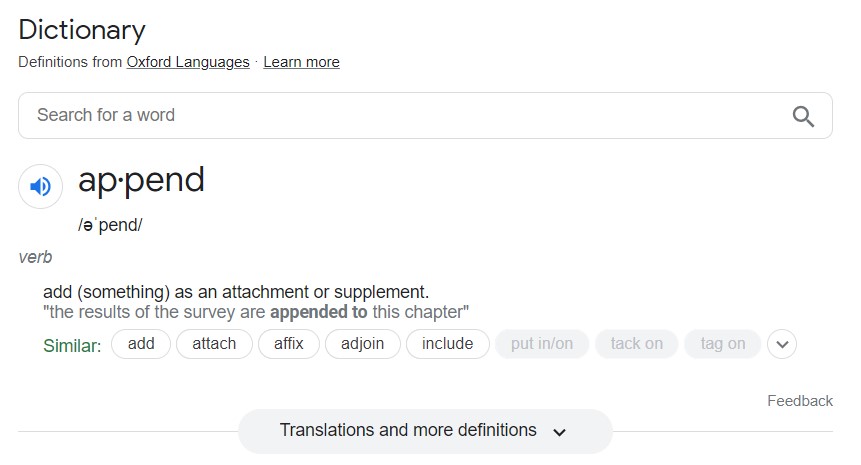 Dictionary
Definitions from Oxford Languages · Learn more
Search for a word
ap·pend
/əˈpend/
verb
add (something) as an attachment or supplement.
"the results of the survey are appended to this chapter"
Similar: add attach affix adjoin include put in/on tack on tag on
Feedback
Translations and more definitions